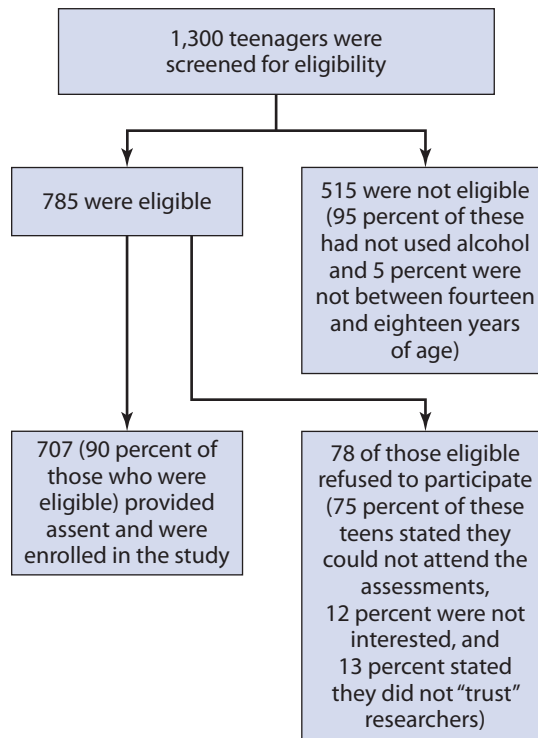 1,300 teenagers were
screened for eligibility
785 were eligible
515 were not eligible
(95 percent of these
had not used alcohol
and 5 percent were
not between fourteen
and eighteen years
of age)
707 (90 percent of
those who were
eligible) provided
assent and were
enrolled in the study
78 of those eligible
refused to participate
(75 percent of these
teens stated they
could not attend the
assessments,
12 percent were not
interested, and
13 percent stated
they did not “trust”
researchers)